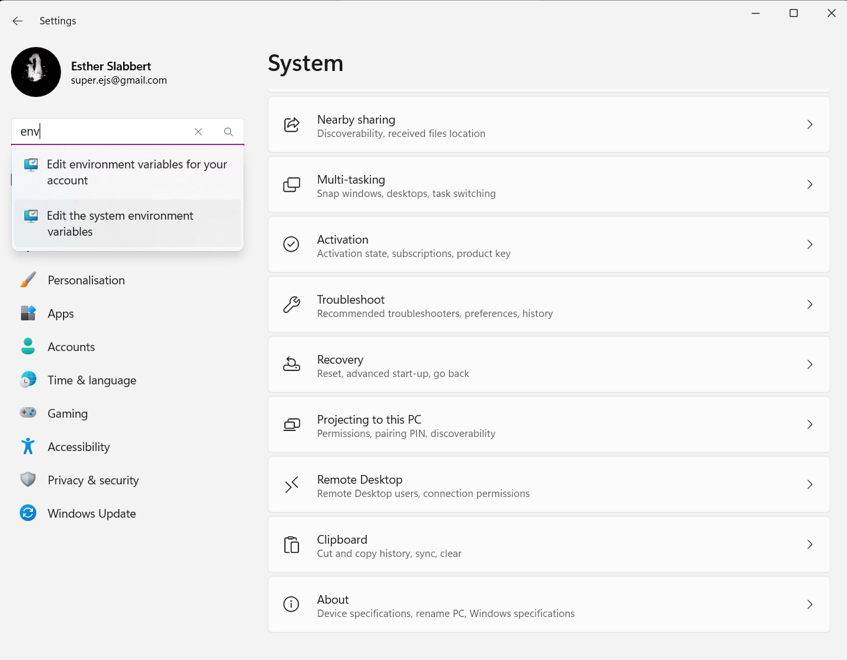 Settings
Esther Slabbert
super.ejs@gmail.com
env
Edit environment variables for your
account
Edit the system environment
variables
Personalisation
Apps
Accounts
Time & language
Gaming
Accessibility
Privacy & security
Windows Update
System
Nearby sharing
Discoverability, received files location
Multi-tasking
Snap windows, desktops, task switching
Activation
Activation state, subscriptions, product key
Troubleshoot
Recommended troubleshooters, preferences, history
Recovery
Reset, advanced start-up, go back
Projecting to this PC
Permissions, pairing PIN, discoverability
Remote Desktop
Remote Desktop users, connection permissions
Clipboard
Cut and copy history, sync, clear
About
Device specifications, rename PC, Windows specifications